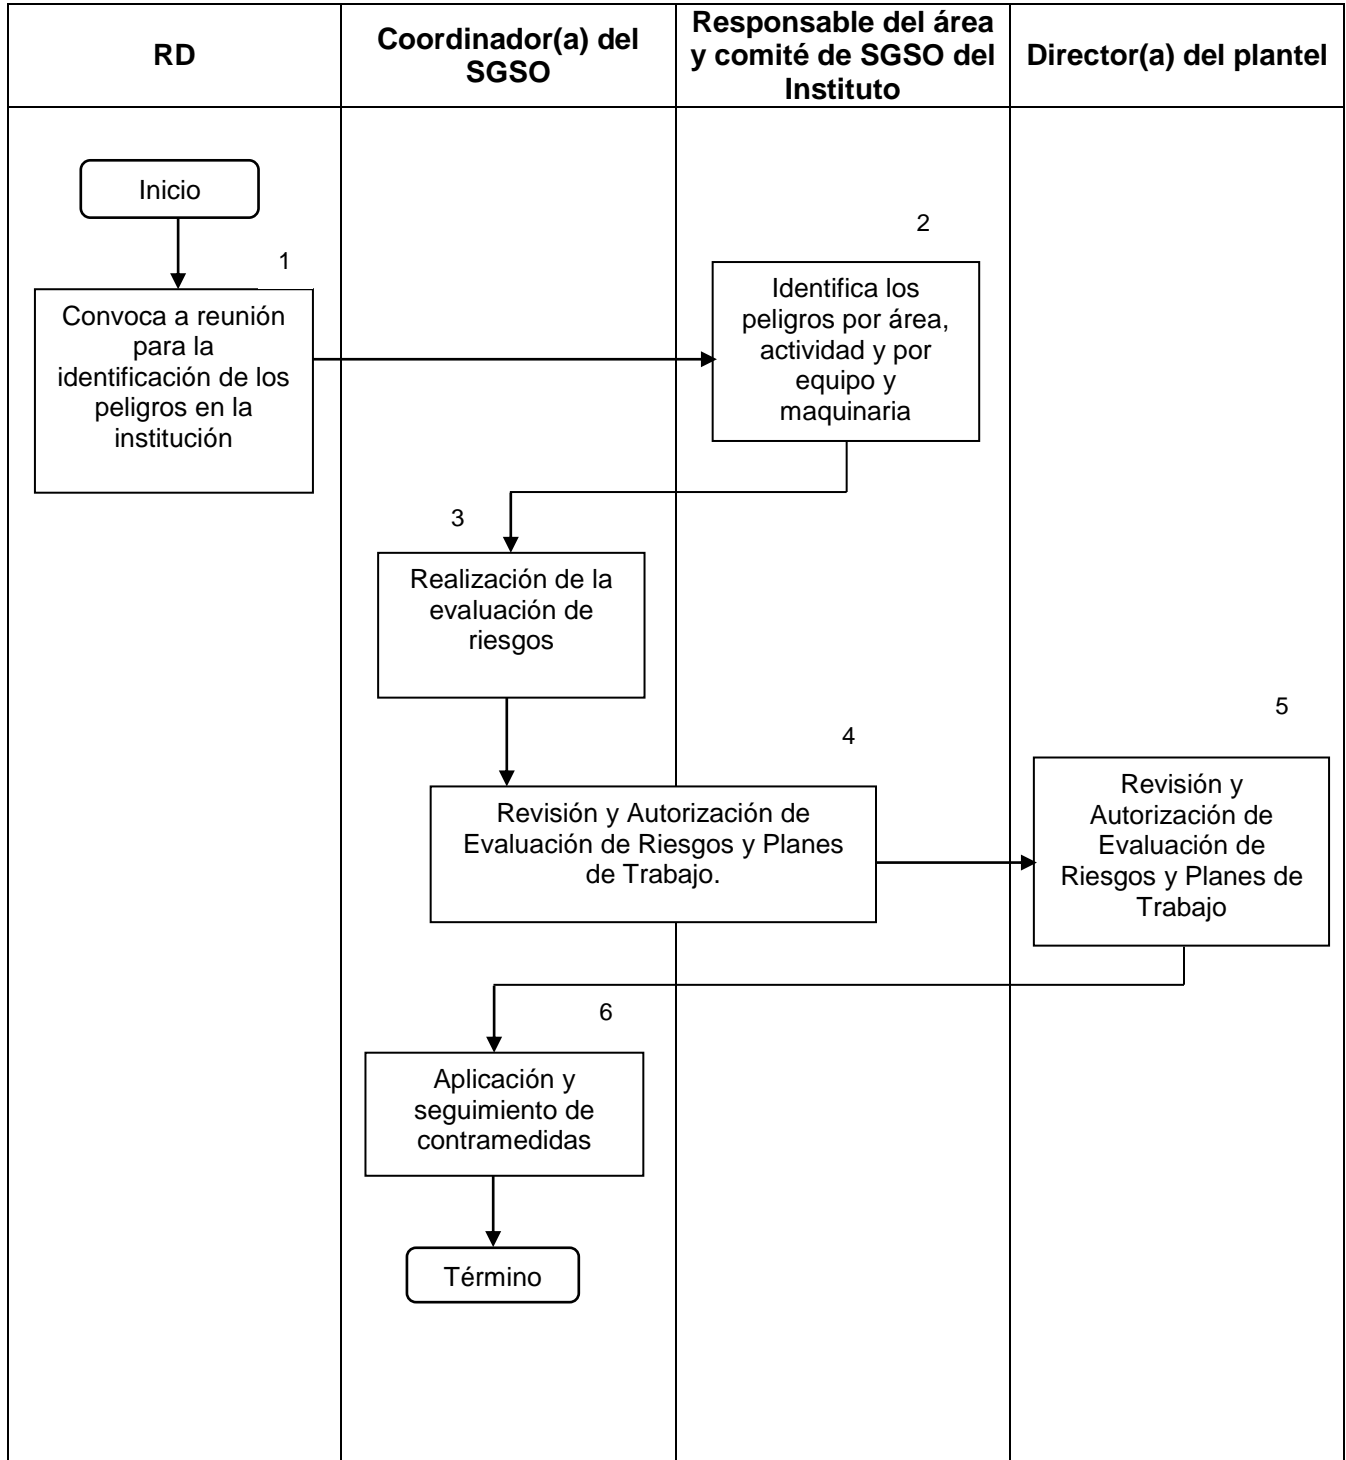 RD
Coordinador(a) del
SGSO
Responsable del área
y comité de SGSO del
Instituto
Director(a) del plantel
Inicio
1
Convoca a reunión
para la
identificación de los
peligros en la
institución
2
Identifica los
peligros por área,
actividad y por
equipo y
maquinaria
3
Realización de la
evaluación de
riesgos
4
Revisión y Autorización de
Evaluación de Riesgos y Planes
de Trabajo.
5
Revisión y
Autorización de
Evaluación de
Riesgos y Planes de
Trabajo
6
Aplicación y
seguimiento de
contramedidas
Término